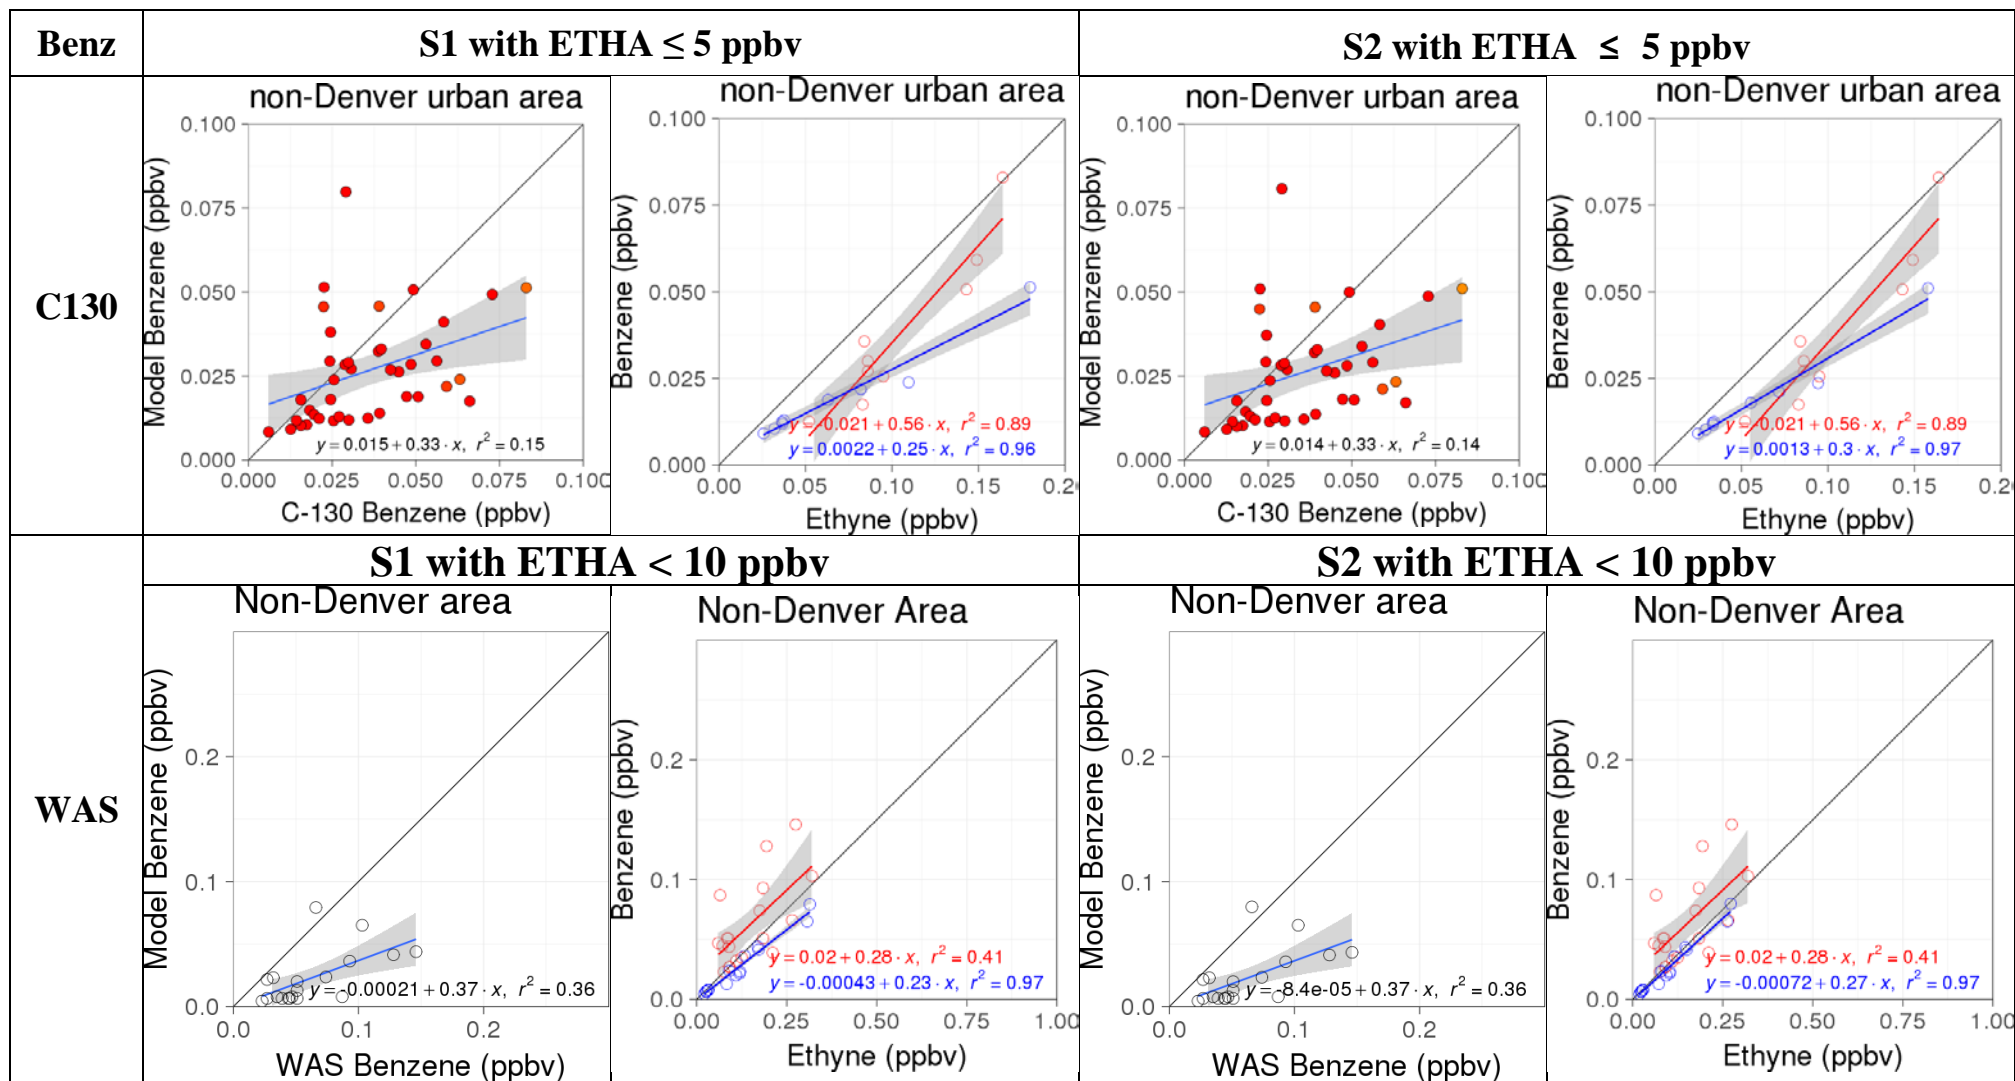 Benz
S1 with ETHA ≤ 5 ppbv
S2 with ETHA ≤ 5 ppbv
C130
non-Denver urban area
Model Benzene (ppbv)
0.100
0.075
0.050
0.025
0.000
y = 0.015 + 0.33 · x, r² = 0.15
0.000 0.025 0.050 0.075 0.100
C-130 Benzene (ppbv)
non-Denver urban area
Benzene (ppbv)
0.100
0.075
0.050
0.025
0.000
y = -0.021 + 0.56 · x, r² = 0.89
y = 0.0022 + 0.25 · x, r² = 0.96
0.00 0.05 0.10 0.15 0.2
Ethyne (ppbv)
non-Denver urban area
Model Benzene (ppbv)
0.100
0.075
0.050
0.025
0.000
y = 0.014 + 0.33 · x, r² = 0.14
0.000 0.025 0.050 0.075 0.100
C-130 Benzene (ppbv)
non-Denver urban area
Benzene (ppbv)
0.100
0.075
0.050
0.025
0.000
y = -0.021 + 0.56 · x, r² = 0.89
y = 0.0013 + 0.3 · x, r² = 0.97
0.00 0.05 0.10 0.15 0.2
Ethyne (ppbv)
S1 with ETHA < 10 ppbv
S2 with ETHA < 10 ppbv
WAS
Non-Denver area
Model Benzene (ppbv)
0.2
0.1
0.0
y = -0.00021 + 0.37 · x, r² = 0.36
0.0 0.1 0.2
WAS Benzene (ppbv)
Non-Denver Area
Benzene (ppbv)
0.2
0.1
0.0
y = 0.02 + 0.28 · x, r² = 0.41
y = -0.00043 + 0.23 · x, r² = 0.97
0.00 0.25 0.50 0.75 1.00
Ethyne (ppbv)
Non-Denver area
Model Benzene (ppbv)
0.2
0.1
0.0
y = -8.4e-05 + 0.37 · x, r² = 0.36
0.0 0.1 0.2
WAS Benzene (ppbv)
Non-Denver Area
Benzene (ppbv)
0.2
0.1
0.0
y = 0.02 + 0.28 · x, r² = 0.41
y = -0.00072 + 0.27 · x, r² = 0.97
0.00 0.25 0.50 0.75 1.00
Ethyne (ppbv)